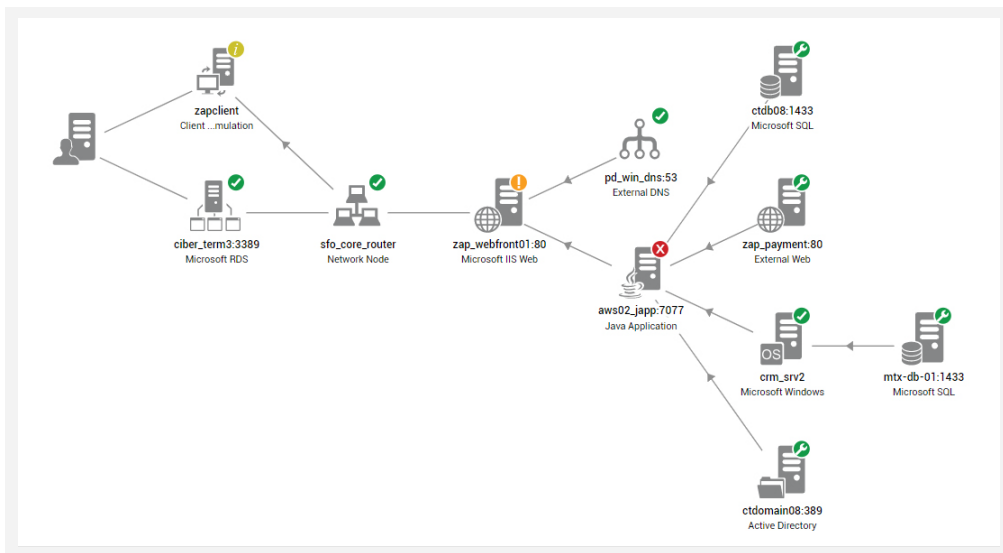 zapclient
Client ...mulation
ctdb08:1433
Microsoft SQL
pd_win_dns:53
External DNS
ciber_term3:3389
Microsoft RDS
sfo_core_router
Network Node
zap_webfront01:80
Microsoft IIS Web
zap_payment:80
External Web
aws02_japp:7077
Java Application
OS
crm_srv2
Microsoft Windows
mtx-db-01:1433
Microsoft SQL
ctdomain08:389
Active Directory